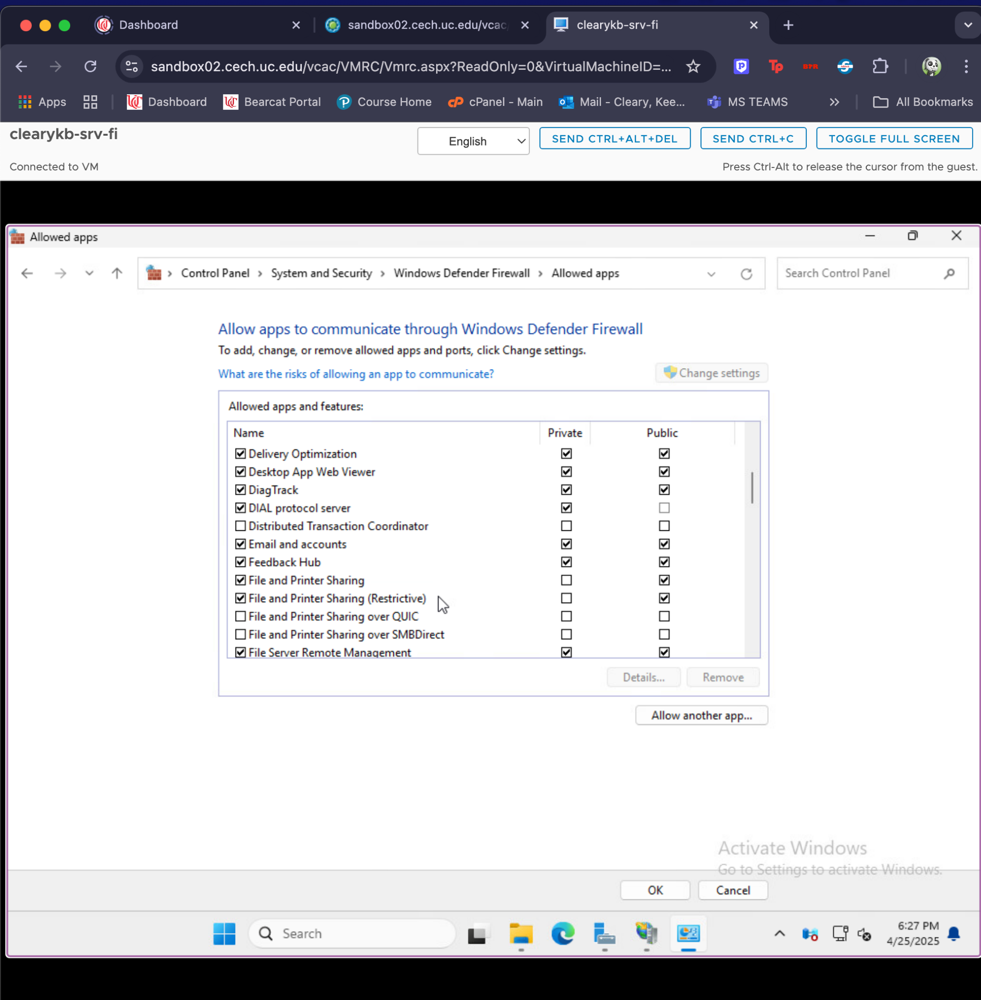 Dashboard
sandbox02.cech.uc.edu/vcac/
clearykb-srv-fi
sandbox02.cech.uc.edu/vcac/VMRC/Vmrc.aspx?ReadOnly=0&VirtualMachineID=...
Tp
Apps
Dashboard
Bearcat Portal
Course Home
cPanel - Main
Mail - Cleary, Kee...
MS TEAMS
All Bookmarks
clearykb-srv-fi
English
SEND CTRL+ALT+DEL
SEND CTRL+C
TOGGLE FULL SCREEN
Connected to VM
Press Ctrl-Alt to release the cursor from the guest.
Allowed apps
Control Panel > System and Security > Windows Defender Firewall > Allowed apps
Search Control Panel
Allow apps to communicate through Windows Defender Firewall
To add, change, or remove allowed apps and ports, click Change settings.
What are the risks of allowing an app to communicate?
Change settings
Allowed apps and features:
Name Private Public
Delivery Optimization
Desktop App Web Viewer
DiagTrack
DIAL protocol server
Distributed Transaction Coordinator
Email and accounts
Feedback Hub
File and Printer Sharing
File and Printer Sharing (Restrictive)
File and Printer Sharing over QUIC
File and Printer Sharing over SMBDirect
File Server Remote Management
Details...
Remove
Allow another app...
Activate Windows
Go to Settings to activate Windows.
OK
Cancel
Search
6:27 PM
4/25/2025